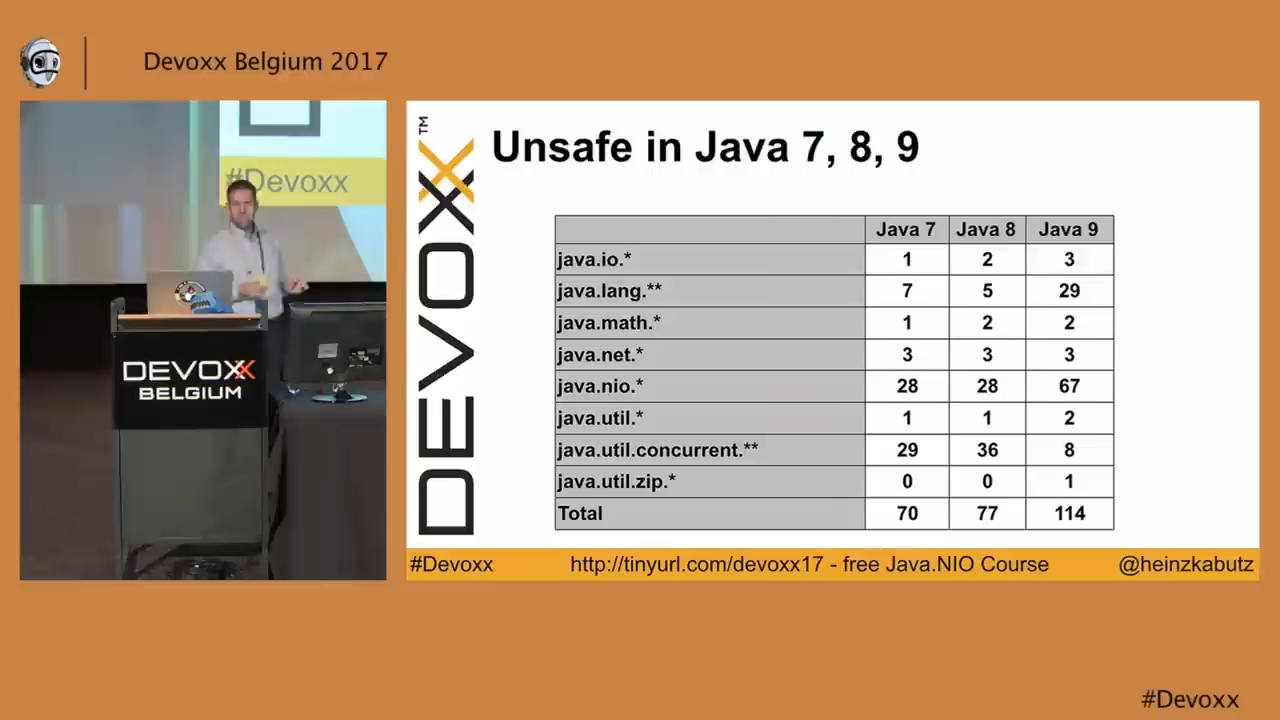 Devoxx Belgium 2017
#Devoxx
DEVOXX
BELGIUM
DEVOXX™
Unsafe in Java 7, 8, 9
Java 7 Java 8 Java 9
java.io.* 1 2 3
java.lang.** 7 5 29
java.math.* 1 2 2
java.net.* 3 3 3
java.nio.* 28 28 67
java.util.* 1 1 2
java.util.concurrent.** 29 36 8
java.util.zip.* 0 0 1
Total 70 77 114
#Devoxx http://tinyurl.com/devoxx17 - free Java.NIO Course @heinzkabutz
#Devoxx